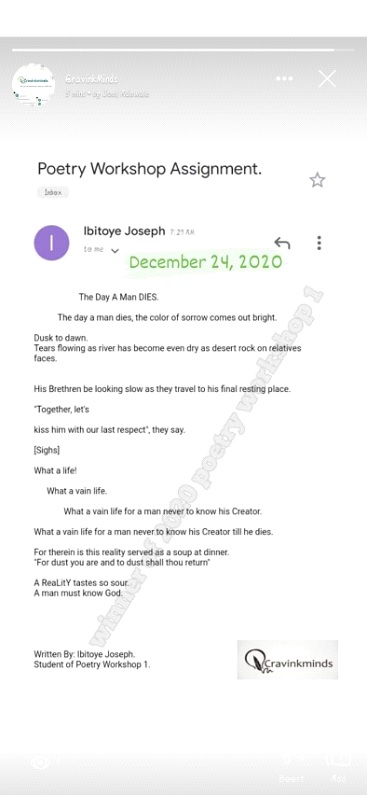 CravinkMinds
Poetry Workshop Assignment.
Inbox
I
Ibitoye Joseph 7:29 AM
to me
December 24, 2020
The Day A Man DIES.
The day a man dies, the color of sorrow comes out bright.
Dusk to dawn.
Tears flowing as river has become even dry as desert rock on relatives
faces.
His Brethren be looking slow as they travel to his final resting place.
"Together, let's
kiss him with our last respect", they say.
[Sighs]
What a life!
What a vain life.
What a vain life for a man never to know his Creator.
What a vain life for a man never to know his Creator till he dies.
For therein is this reality served as a soup at dinner.
"For dust you are and to dust shall thou return"
A ReaLitY tastes so sour.
A man must know God.
winner of 2020 poetry workshop 1
Written By: Ibitoye Joseph.
Student of Poetry Workshop 1.
Cravinkminds